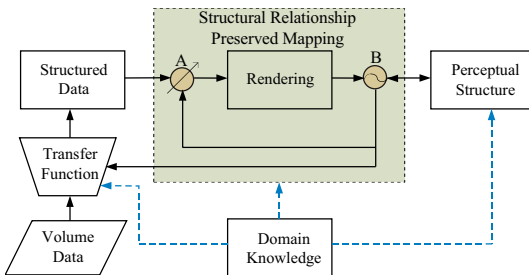 Structural Relationship
Preserved Mapping
A
B
Structured
Data
Rendering
Perceptual
Structure
Transfer
Function
Volume
Data
Domain
Knowledge